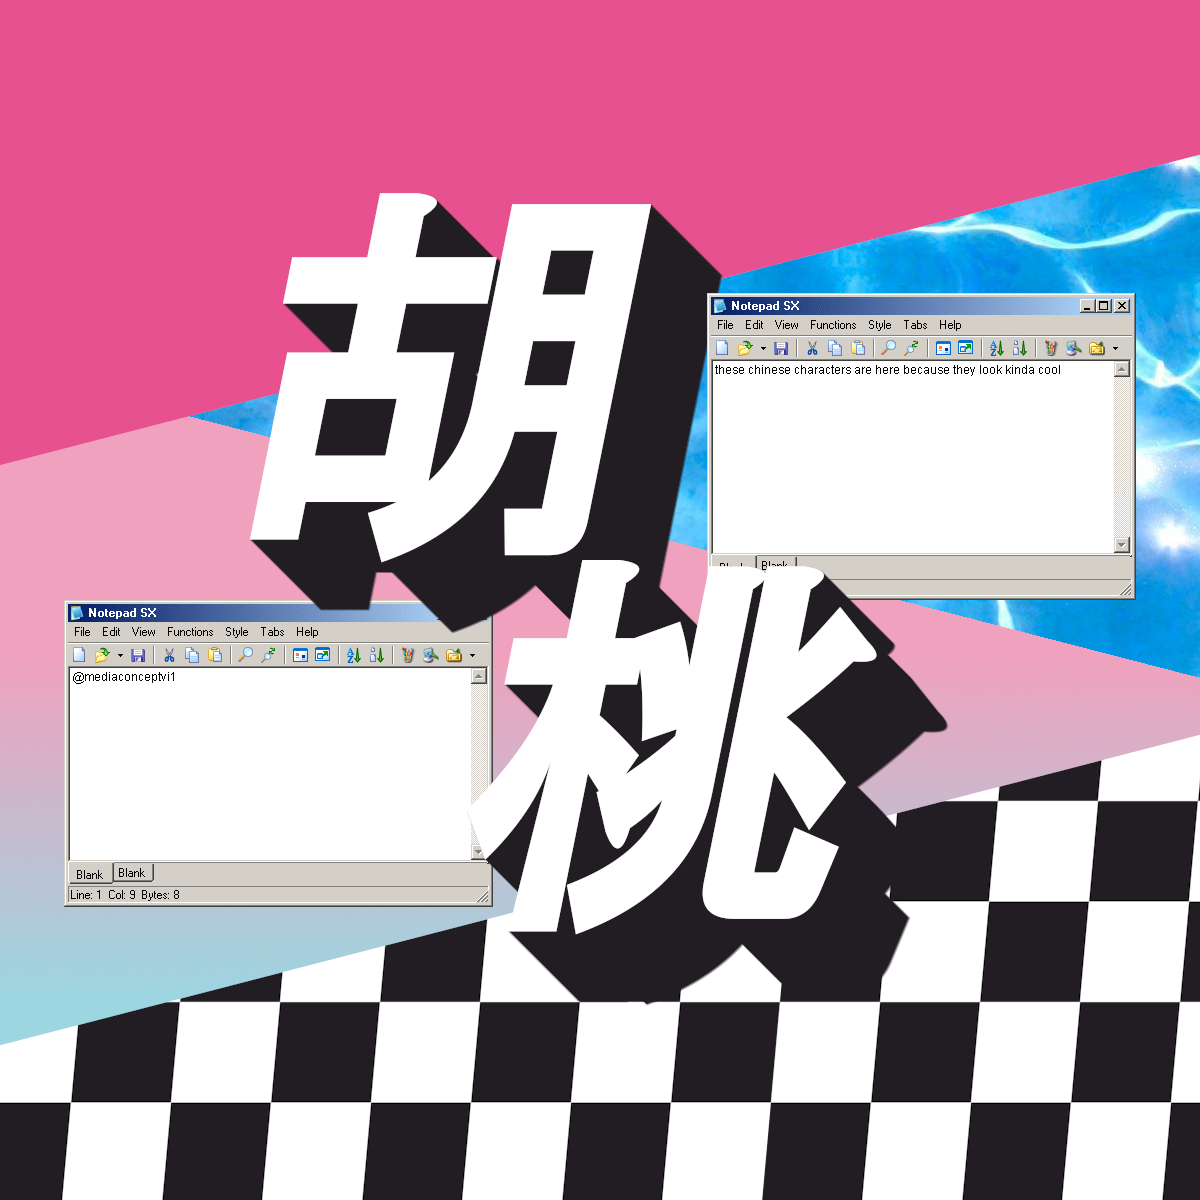 胡
桃
Notepad SX
File Edit View Functions Style Tabs Help
these chinese characters are here because they look kinda cool
Blank
Notepad SX
File Edit View Functions Style Tabs Help
@mediaconceptvi1
Blank Blank
Line: 1 Col: 9 Bytes: 8